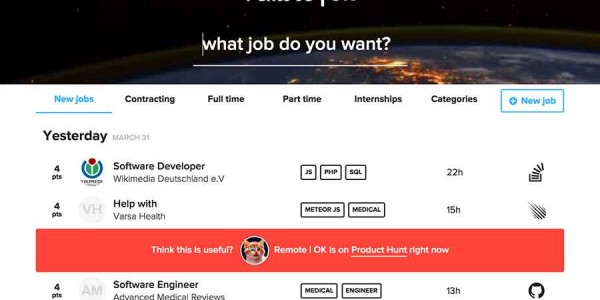 what job do you want?
New jobs Contracting Full time Part time Internships Categories New job
Yesterday MARCH 31
4 pts Software Developer JS PHP SQL 22h
Wikimedia Deutschland e.V
4 pts VH Help with METEOR JS MEDICAL 15h
Varsa Health
Think this is useful? Remote | OK is on Product Hunt right now
4 pts AM Software Engineer MEDICAL ENGINEER 13h
Advanced Medical Reviews